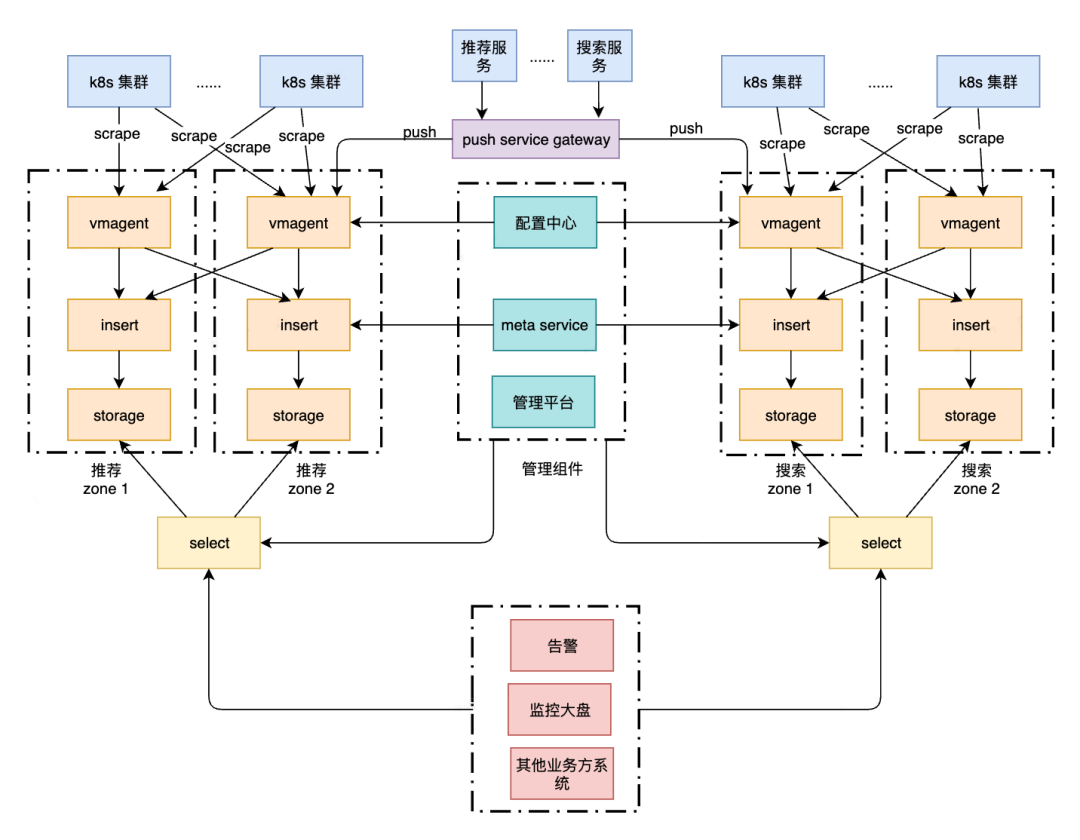 推荐服
务
......
搜索服
务
k8s 集群
......
k8s 集群
k8s 集群
......
k8s 集群
scrape
scrape
scrape
scrape
push
push service gateway
push
scrape
scrape
scrape
scrape
vmagent
vmagent
配置中心
vmagent
vmagent
insert
insert
meta service
insert
insert
storage
storage
管理平台
storage
storage
推荐
zone 1
推荐
zone 2
管理组件
搜索
zone 1
搜索
zone 2
select
select
告警
监控大盘
其他业务方系
统